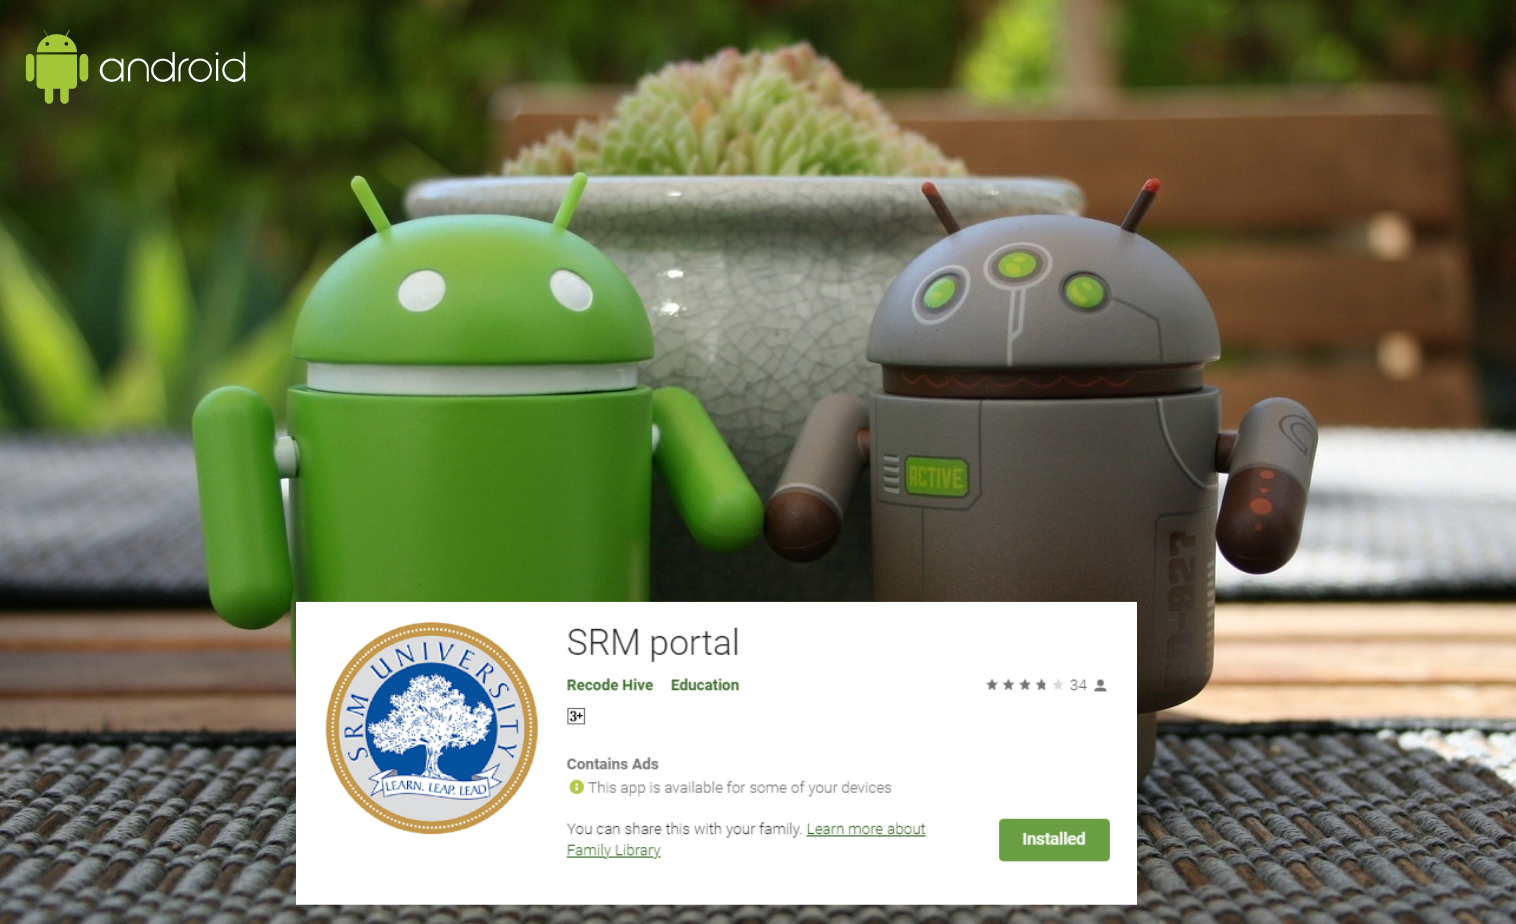 android
ACTIVE
SRM UNIVERSITY
LEARN. LEAP. LEAD
SRM portal
Recode Hive Education
34
3+
Contains Ads
This app is available for some of your devices
You can share this with your family. Learn more about
Family Library
Installed